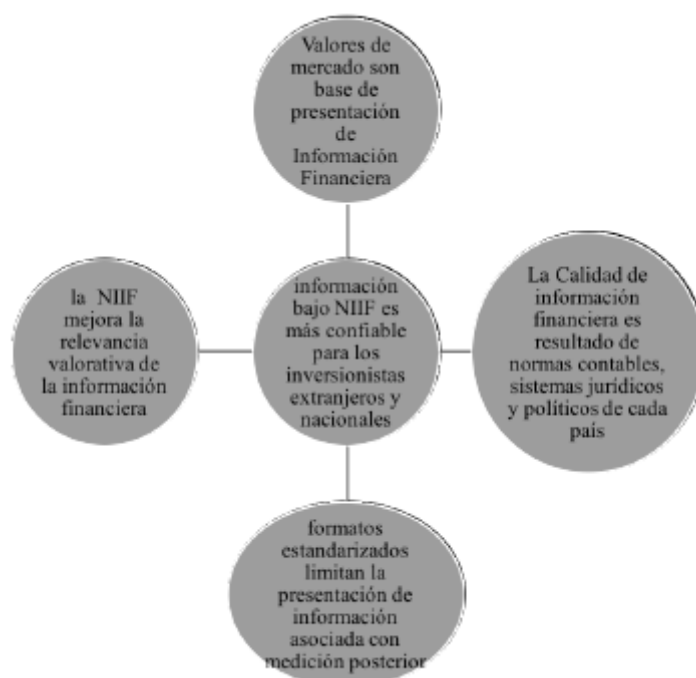 Valores de
mercado son
base de
presentación
de
Información
Financiera
la NIIF
mejora la
relevancia
valorativa de
la información
financiera
información
bajo NIIF es
más confiable
para los
inversionistas
extranjeros y
nacionales
La Calidad de
información
financiera es
resultado de
normas contables,
sistemas jurídicos
y políticos de cada
país
formatos
estandarizados
limitan la
presentación de
información
asociada con
medición posterior